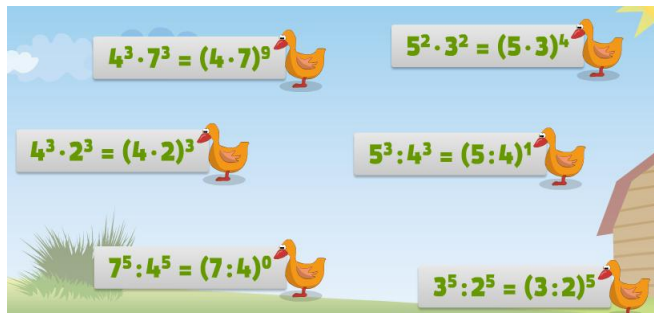 4³·7³ = (4·7)⁹
5²·3² = (5·3)⁴
4³·2³ = (4·2)³
5³:4³ = (5:4)¹
7⁵:4⁵ = (7:4)⁰
3⁵:2⁵ = (3:2)⁵